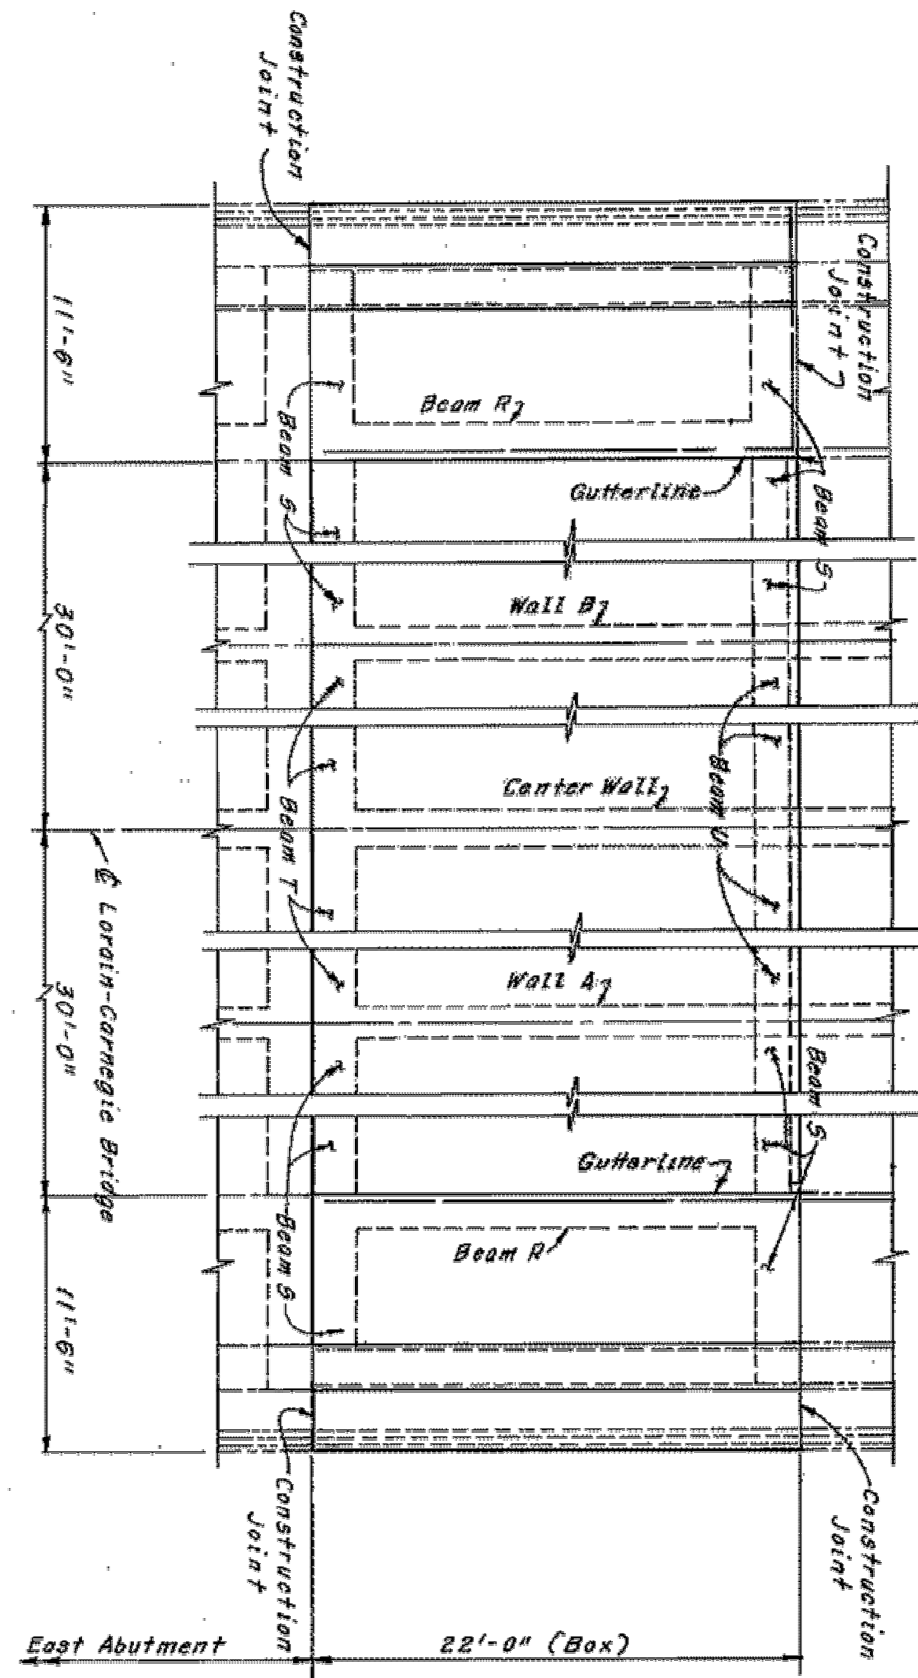 Construction
Joint
Construction
Joint
11'-6"
Beam R
Beam S
Beam S
Gutterline
Wall B
30'-0"
Center Wall
Beam T
Beam U
℄ Lorain-Carnegie Bridge
Wall A
30'-0"
Beam S
Gutterline
Beam S
Beam R
11'-6"
Construction
Joint
Construction
Joint
East Abutment
22'-0" (Box)